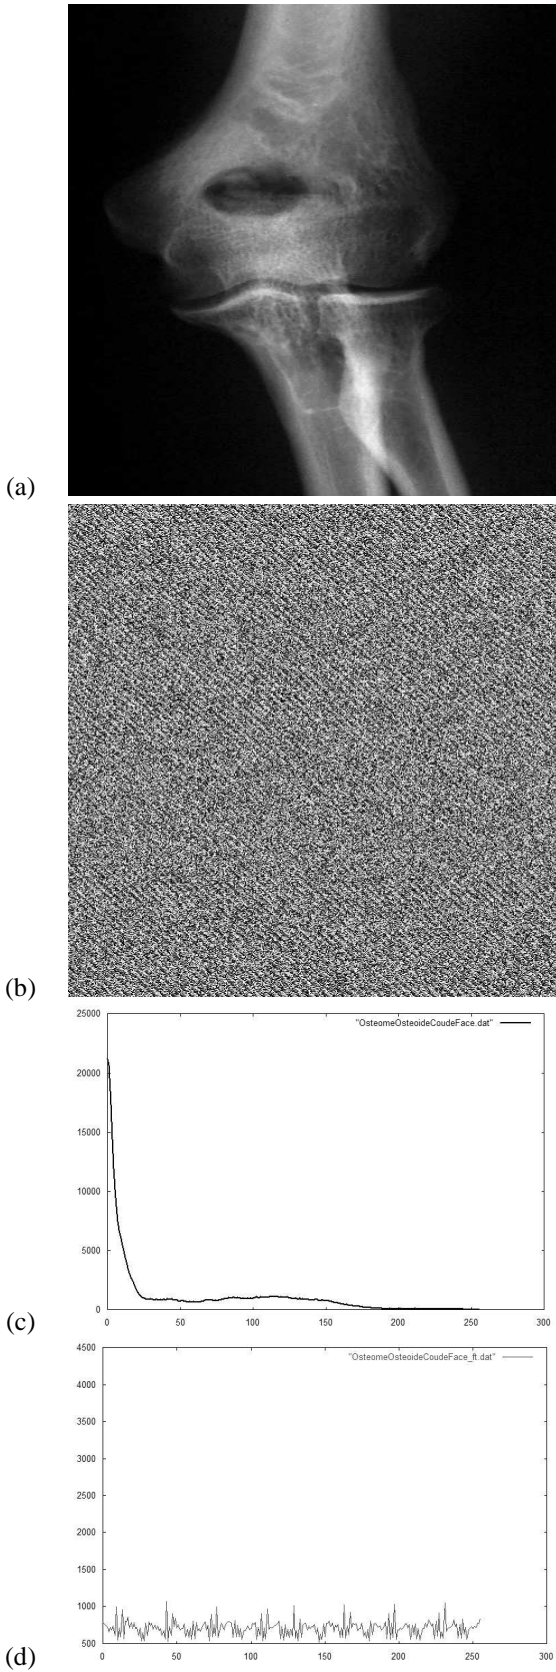 (a)
(b)
25000
20000
15000
10000
5000
0
0 50 100 150 200 250 300
"OsteomeOsteoideCoudeFace.dat"
(c)
4500
4000
3500
3000
2500
2000
1500
1000
500
0 50 100 150 200 250 300
"OsteomeOsteoideCoudeFace_ft.dat"
(d)